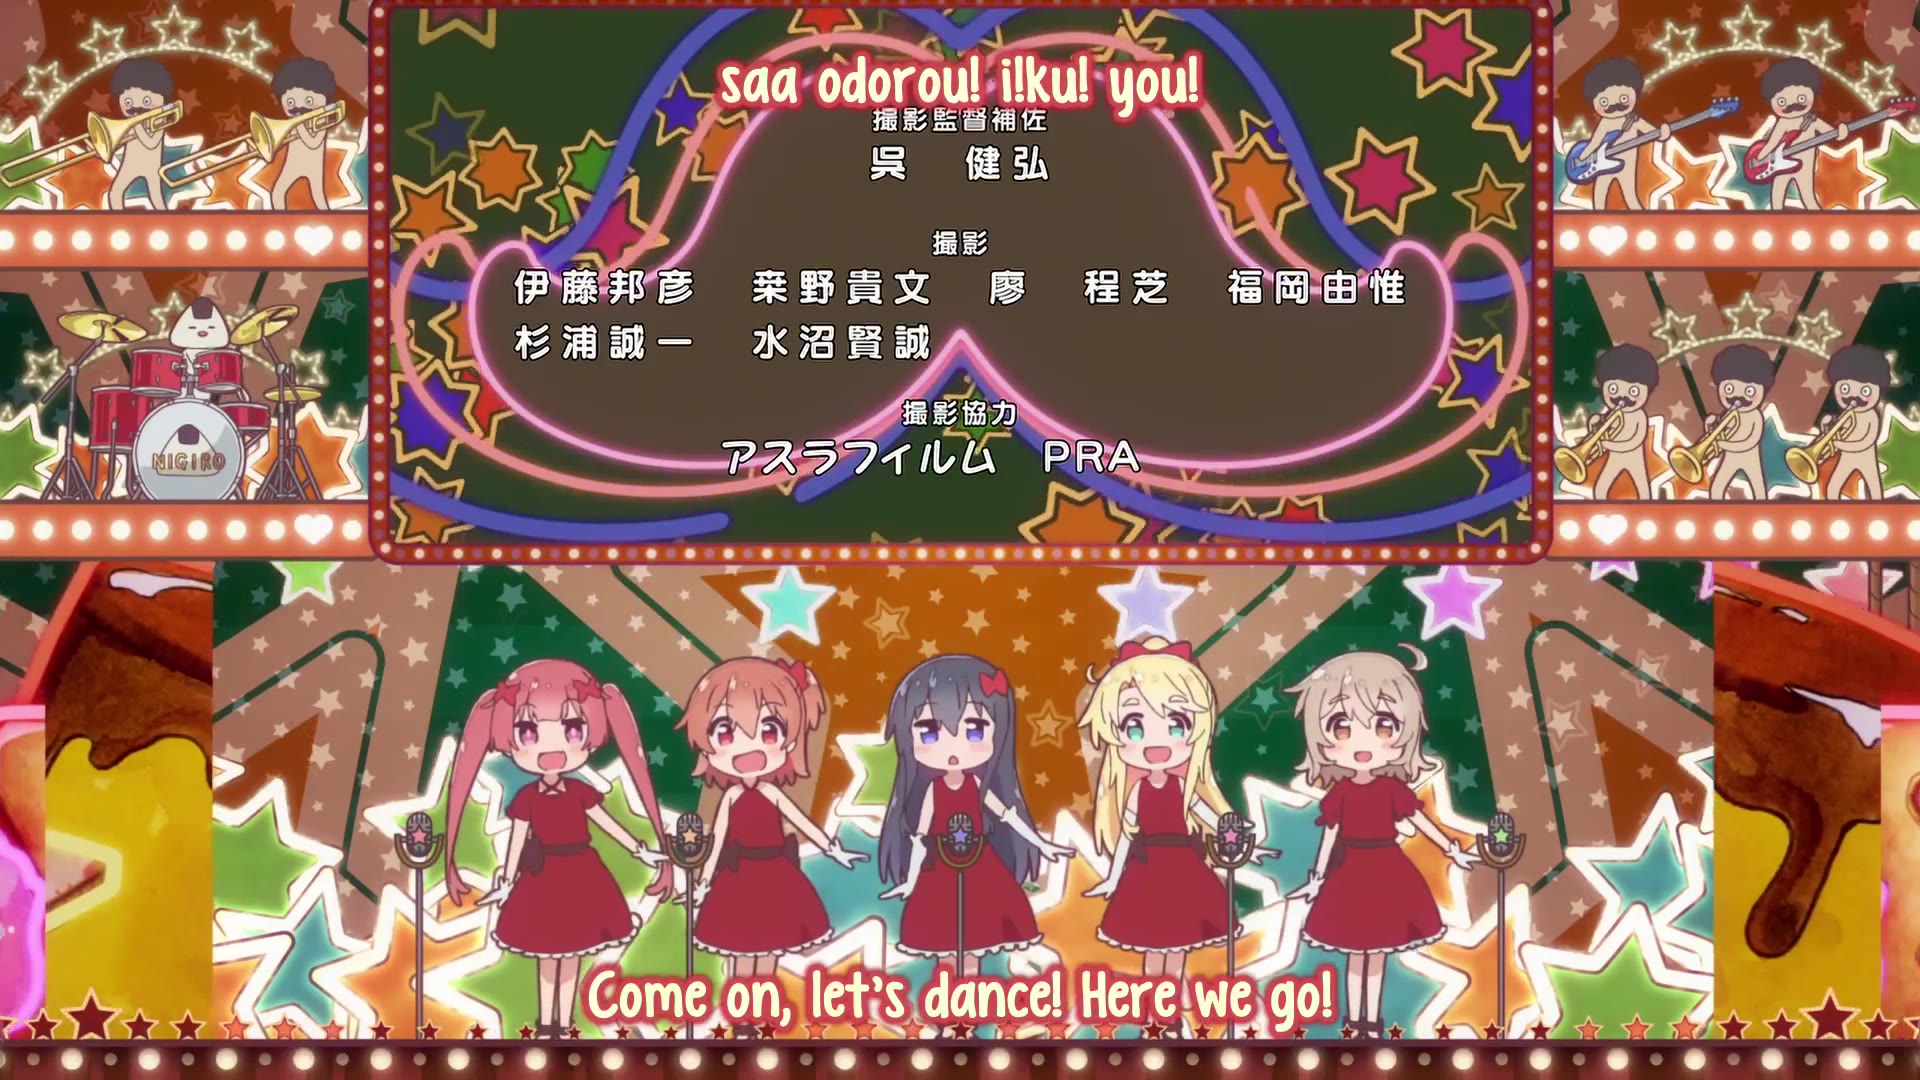 saa odorou! i!ku! you!
撮影監督補佐
呉　健弘
撮影
伊藤邦彦　桒野貴文　廖　程芝　福岡由惟
杉浦誠一　水沼賢誠
撮影協力
アスラフィルム　PRA
NIGIRO
Come on, let's dance! Here we go!